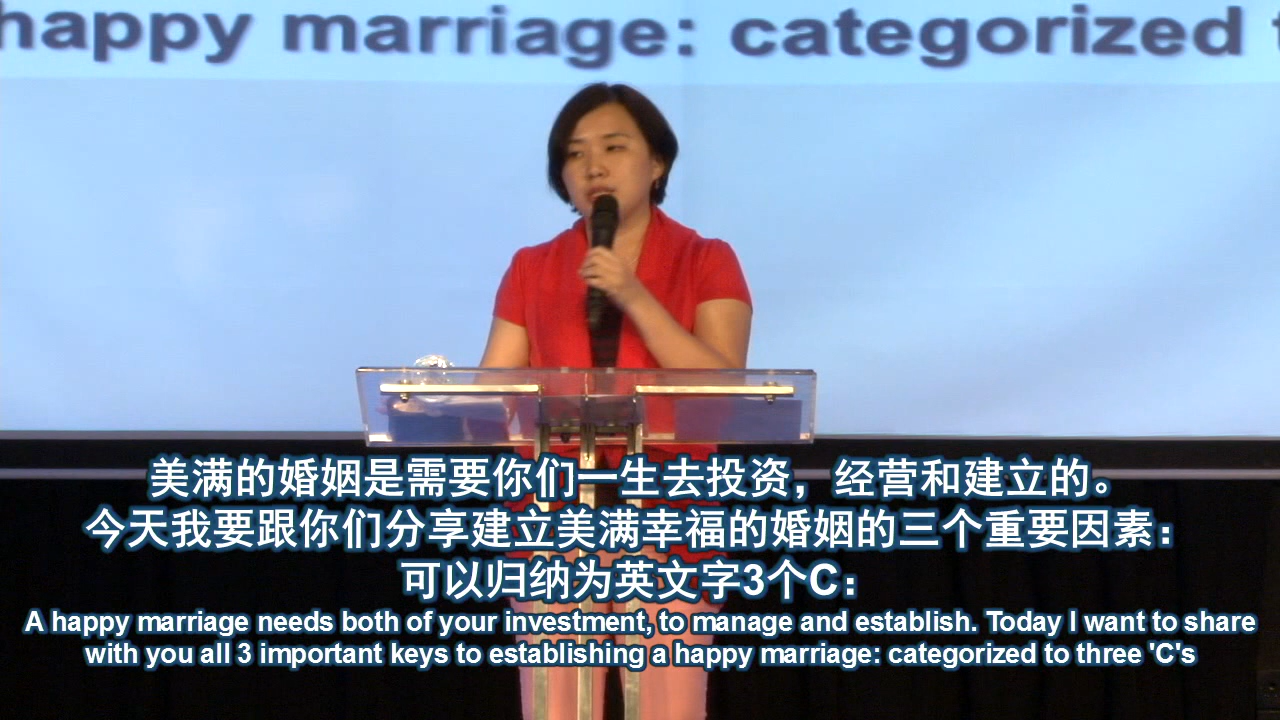 happy marriage: categorized
美满的婚姻是需要你们一生去投资，经营和建立的。
今天我要跟你们分享建立美满幸福的婚姻的三个重要因素：
可以归纳为英文字3个C：
A happy marriage needs both of your investment, to manage and establish. Today I want to share
with you all 3 important keys to establishing a happy marriage: categorized to three 'C's